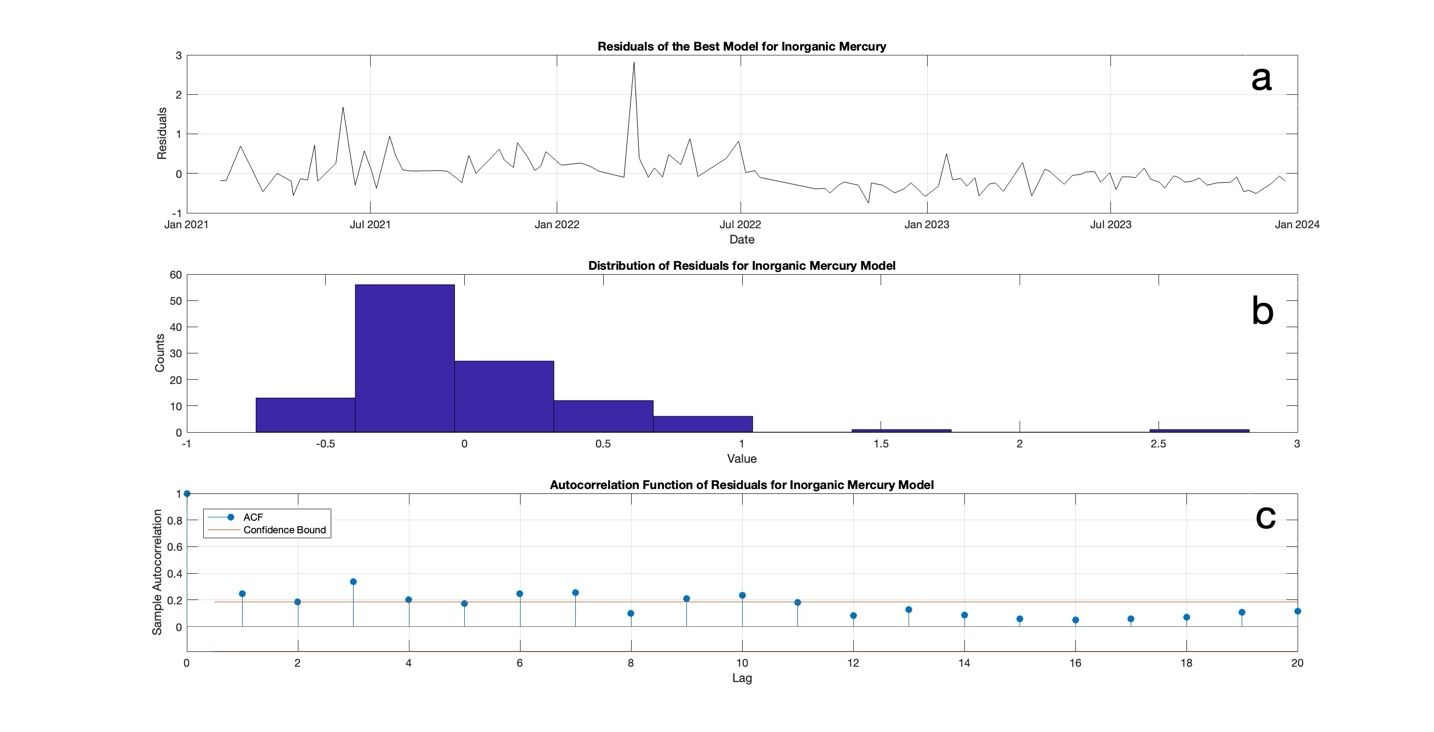 Residuals of the Best Model for Inorganic Mercury
a
3
2
1
0
-1
Residuals
Jan 2021 Jul 2021 Jan 2022 Jul 2022 Jan 2023 Jul 2023 Jan 2024
Date
Distribution of Residuals for Inorganic Mercury Model
b
60
50
40
30
20
10
0
Counts
-1 -0.5 0 0.5 1 1.5 2 2.5 3
Value
Autocorrelation Function of Residuals for Inorganic Mercury Model
c
1
0.8
0.6
0.4
0.2
0
Sample Autocorrelation
ACF
Confidence Bound
0 2 4 6 8 10 12 14 16 18 20
Lag